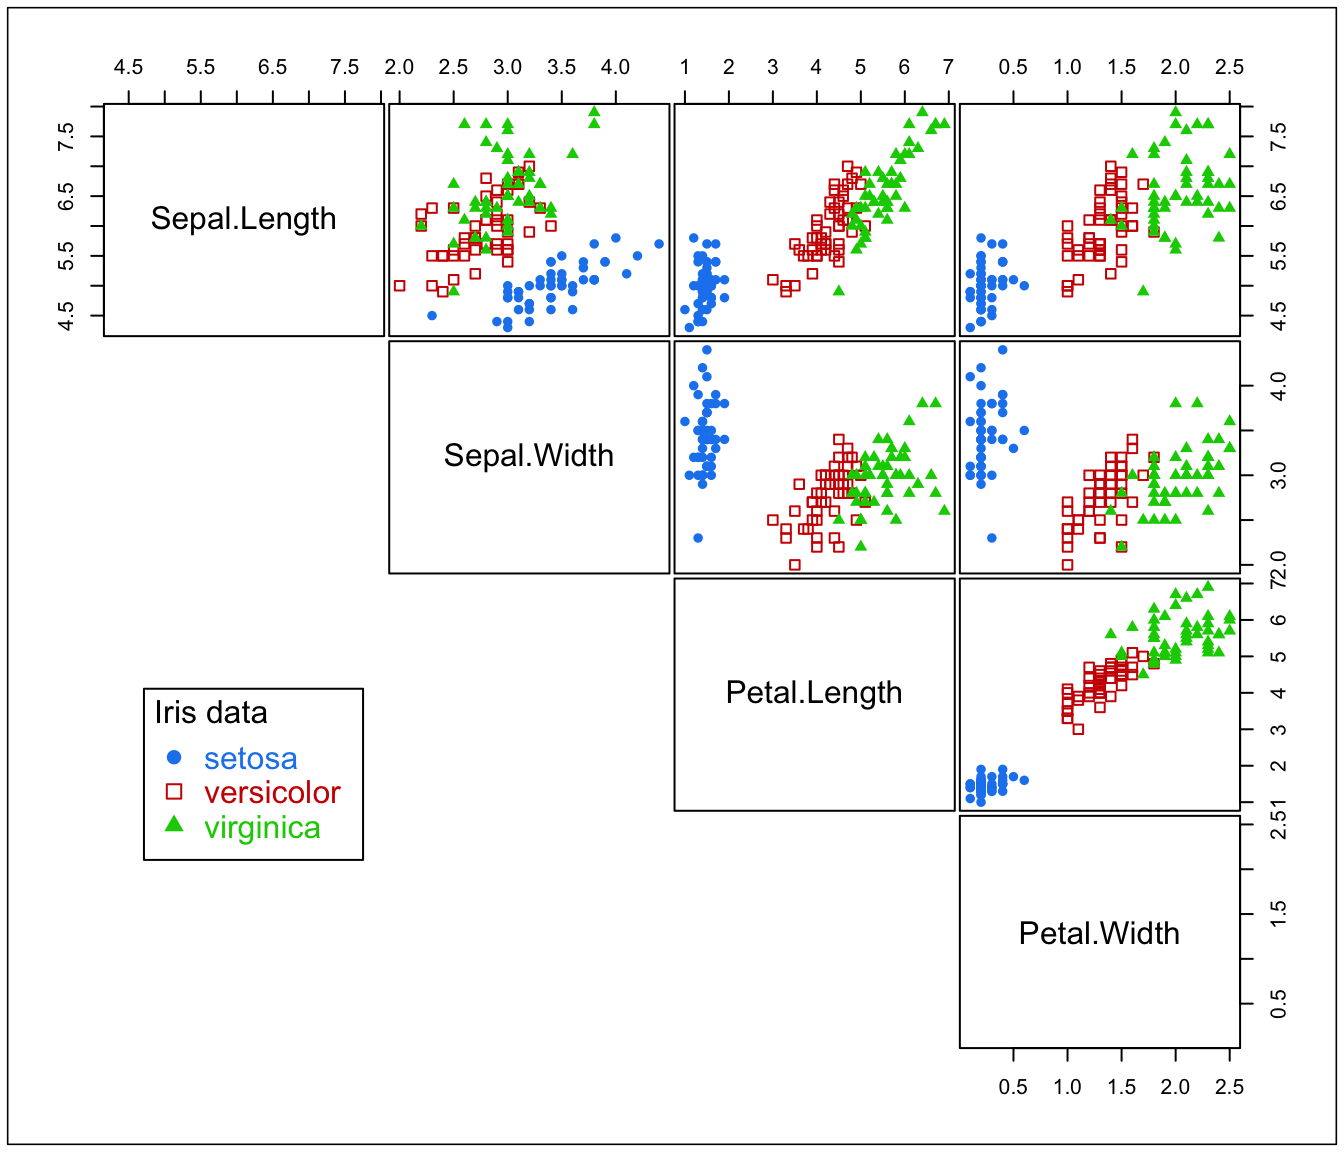 4.5 5.5 6.5 7.5 2.0 2.5 3.0 3.5 4.0 1 2 3 4 5 6 7 0.5 1.0 1.5 2.0 2.5
4.5 5.5 6.5 7.5
Sepal.Length
4.5 5.5 6.5 7.5
Sepal.Width
2.0 3.0 4.0
Petal.Length
1 2 3 4 5 6 7
Iris data
setosa
versicolor
virginica
Petal.Width
0.5 1.5 2.5
0.5 1.0 1.5 2.0 2.5